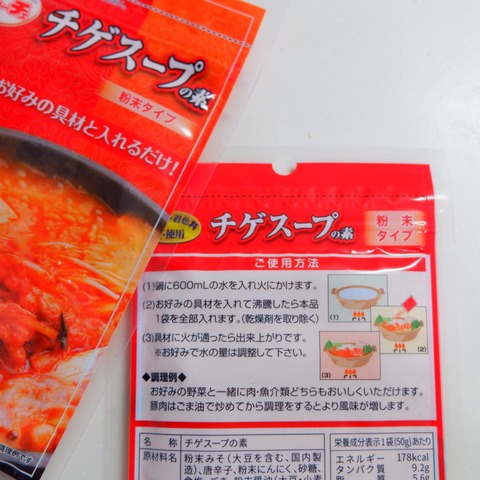 チゲスープの素
粉末タイプ
お好みの具材と入れるだけ!
着色料
使用
チゲスープの素
粉末
タイプ
ご使用方法
(1)鍋に600mLの水を入れ火にかけます。
(2)お好みの具材を入れて沸騰したら本品
1袋を全部入れます。(乾燥剤を取り除く)
(3)具材に火が通ったら出来上がりです。
※お好みで水の量は調整して下さい。
(1)
(2)
(3)
◆調理例◆
お好みの野菜と一緒に肉・魚介類どちらもおいしくいただけます。
豚肉はごま油で炒めてから調理をするとより風味が増します。
名称 チゲスープの素
原材料名 粉末みそ(大豆を含む、国内製
造)、唐辛子、粉末にんにく、砂糖、
栄養成分表示1袋(50g)あたり
エネルギー 178kcal
タンパク質 9.2g
脂質 5.6g